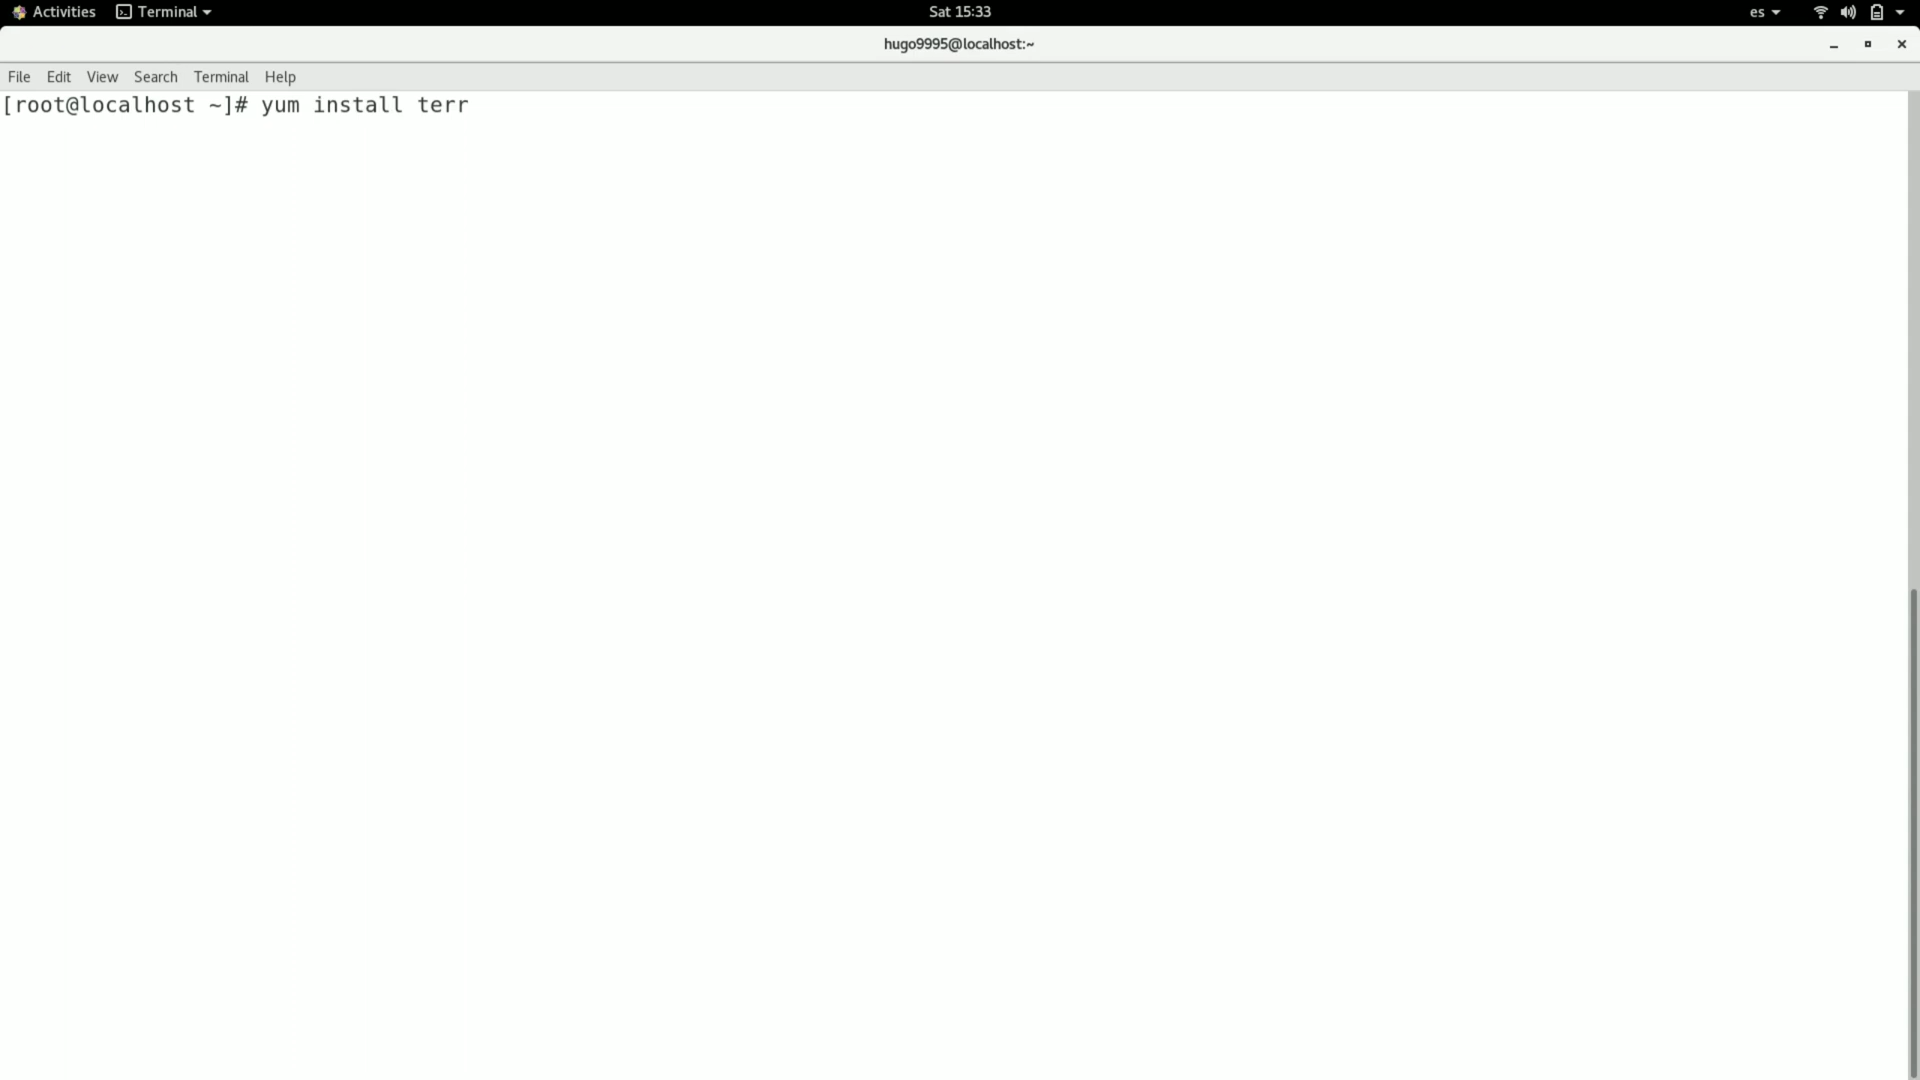 Activities Terminal Sat 15:33 es
hugo9995@localhost:~
File Edit View Search Terminal Help
[root@localhost ~]# yum install terr